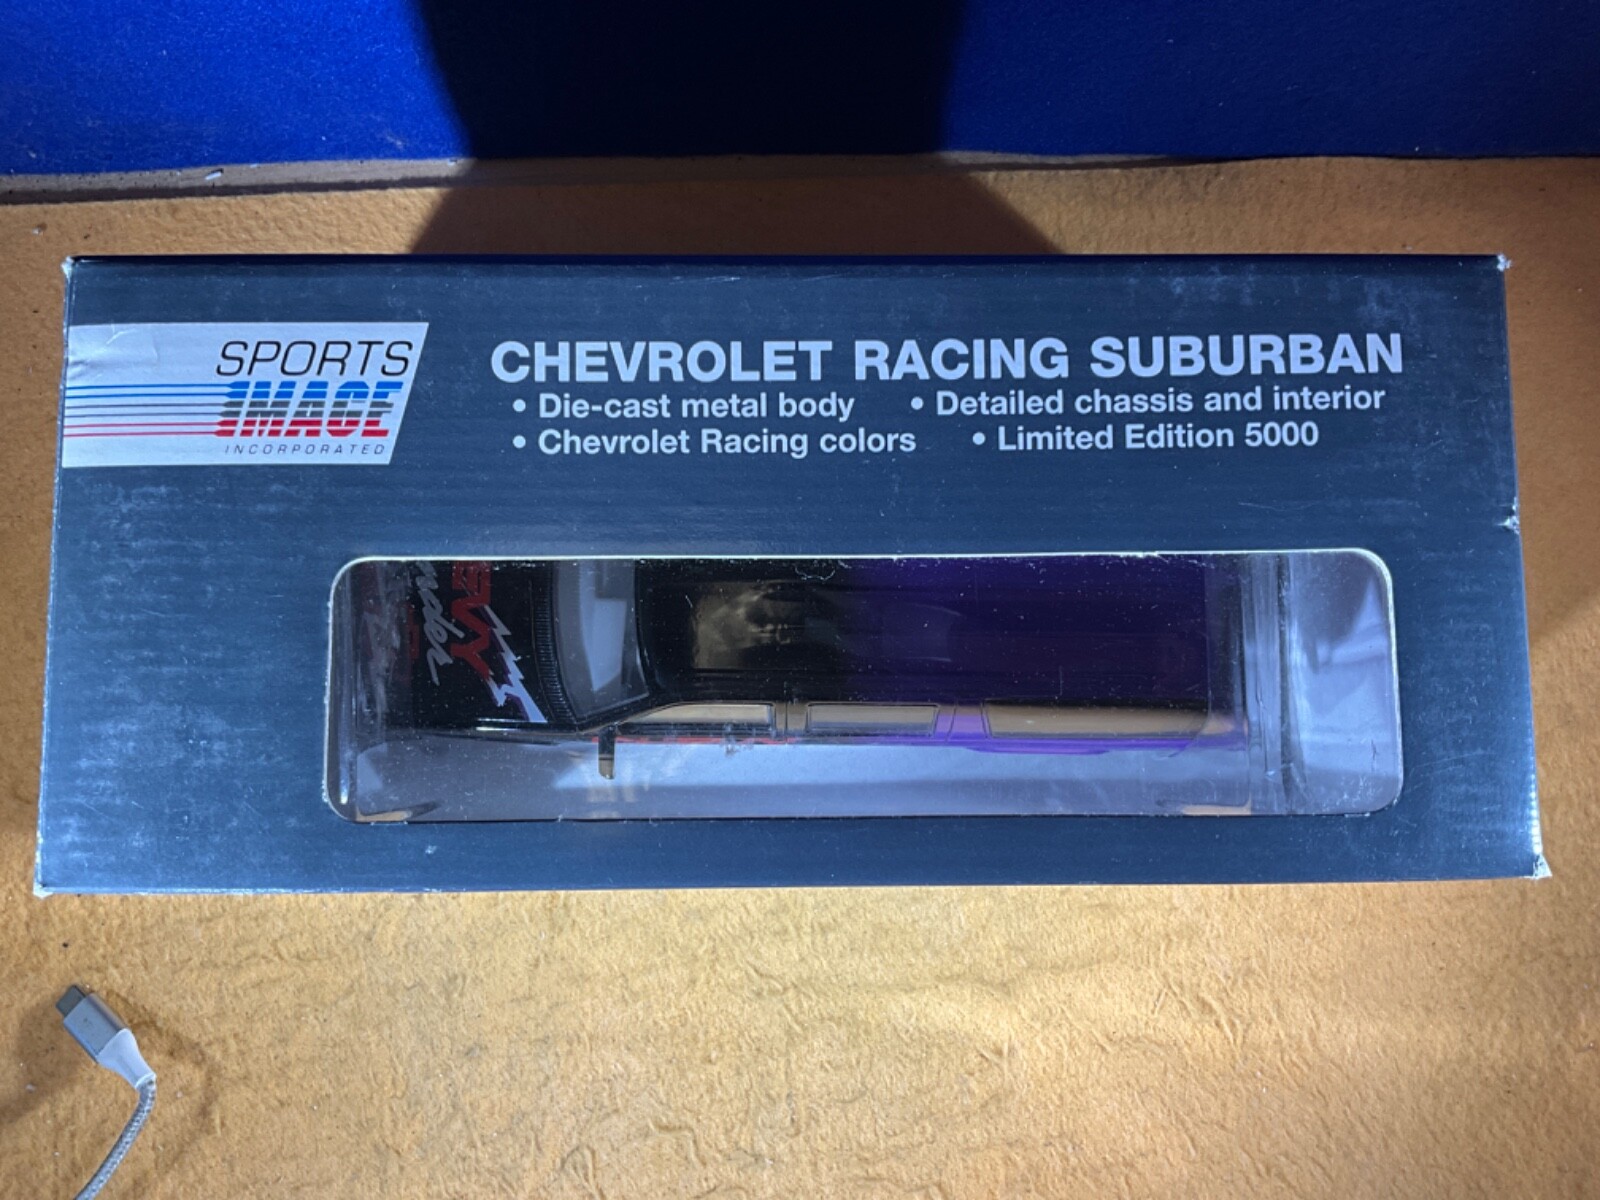 SPORTS
IMAGE
INCORPORATED
CHEVROLET RACING SUBURBAN
• Die-cast metal body • Detailed chassis and interior
• Chevrolet Racing colors • Limited Edition 5000